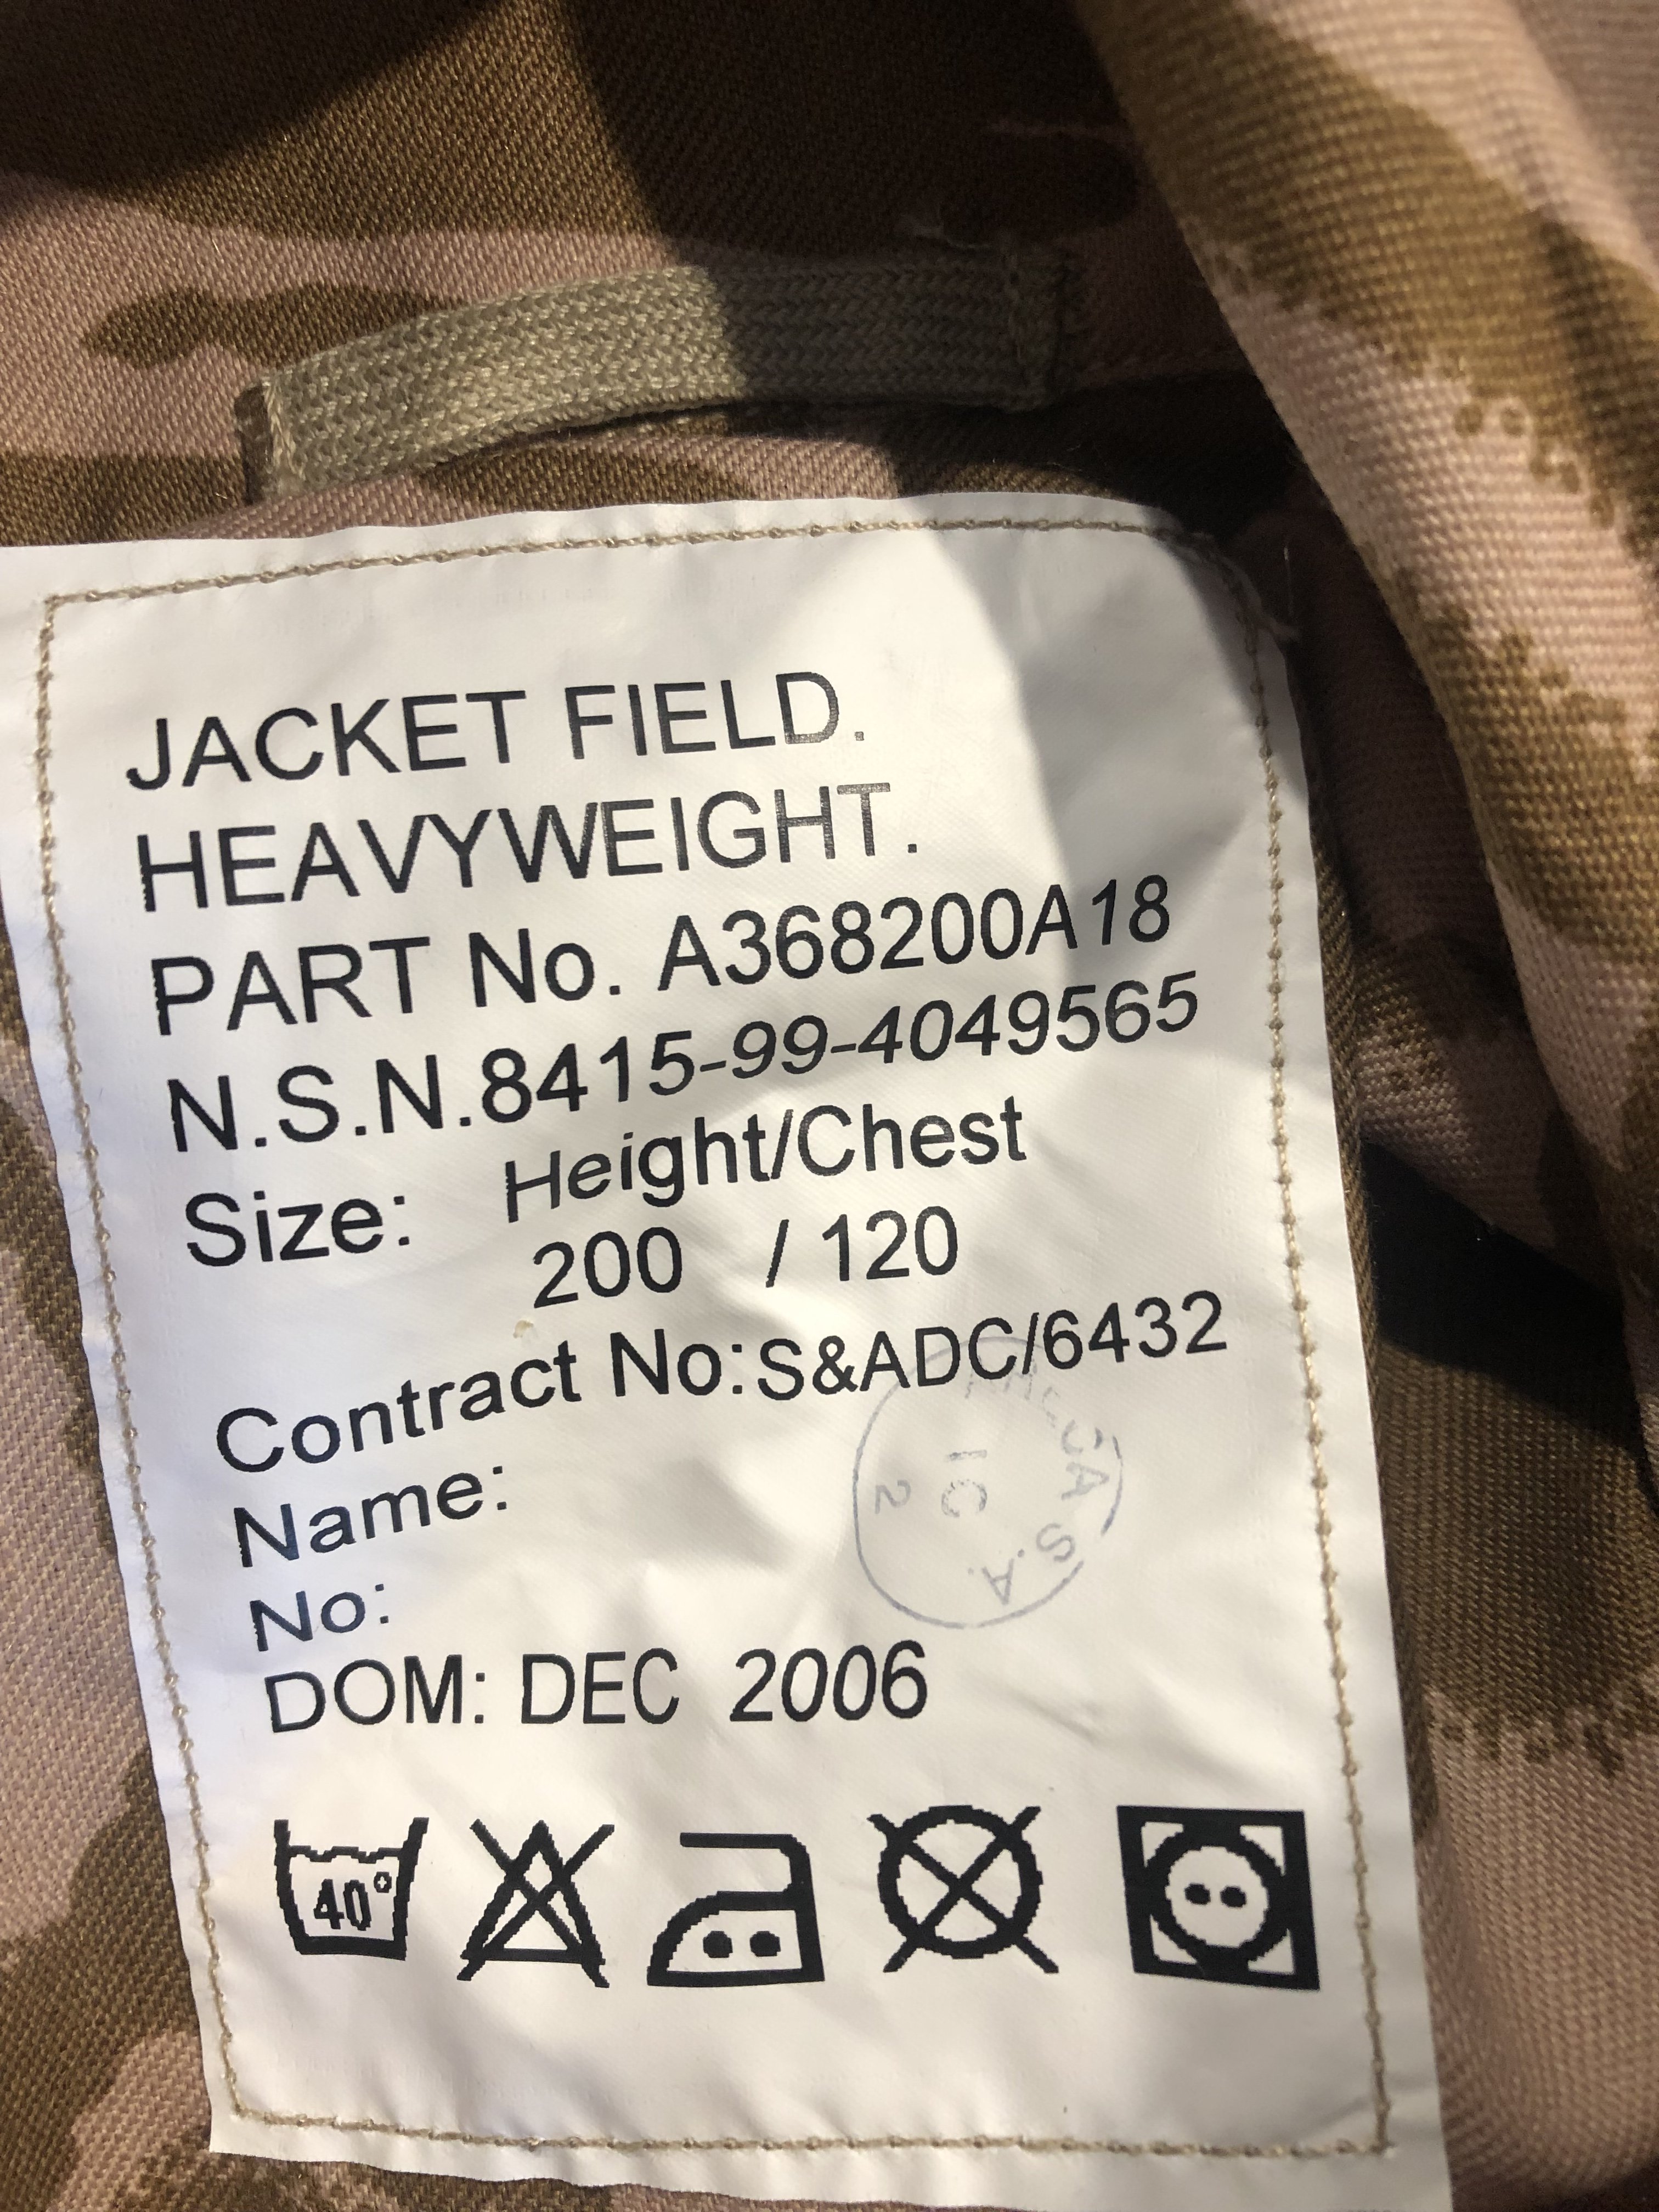 JACKET FIELD.
HEAVYWEIGHT.
PART No. A368200A18
N.S.N.8415-99-4049565
Size: Height/Chest
200 / 120
Contract No:S&ADC/6432
Name:
No:
DOM: DEC 2006
40°
S.A.
2